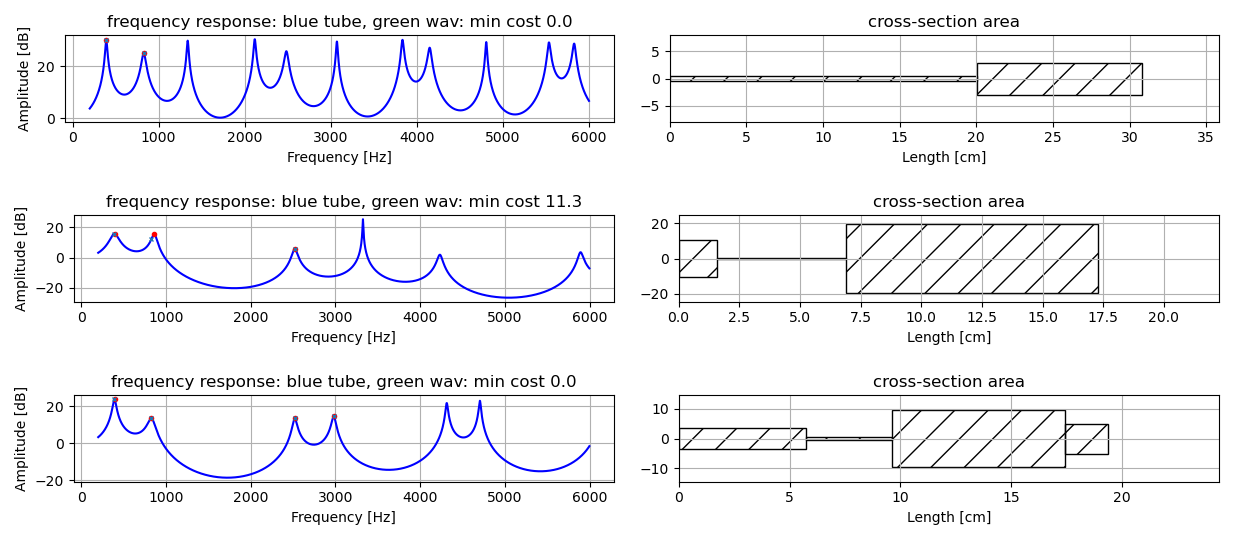 frequency response: blue tube, green wav: min cost 0.0
cross-section area
Amplitude [dB]
20
0
5
0
−5
0 1000 2000 3000 4000 5000 6000
0 5 10 15 20 25 30 35
Frequency [Hz]
Length [cm]
frequency response: blue tube, green wav: min cost 11.3
cross-section area
Amplitude [dB]
20
0
−20
20
0
−20
0 1000 2000 3000 4000 5000 6000
0.0 2.5 5.0 7.5 10.0 12.5 15.0 17.5 20.0
Frequency [Hz]
Length [cm]
frequency response: blue tube, green wav: min cost 0.0
cross-section area
Amplitude [dB]
20
0
−20
10
0
−10
0 1000 2000 3000 4000 5000 6000
0 5 10 15 20
Frequency [Hz]
Length [cm]